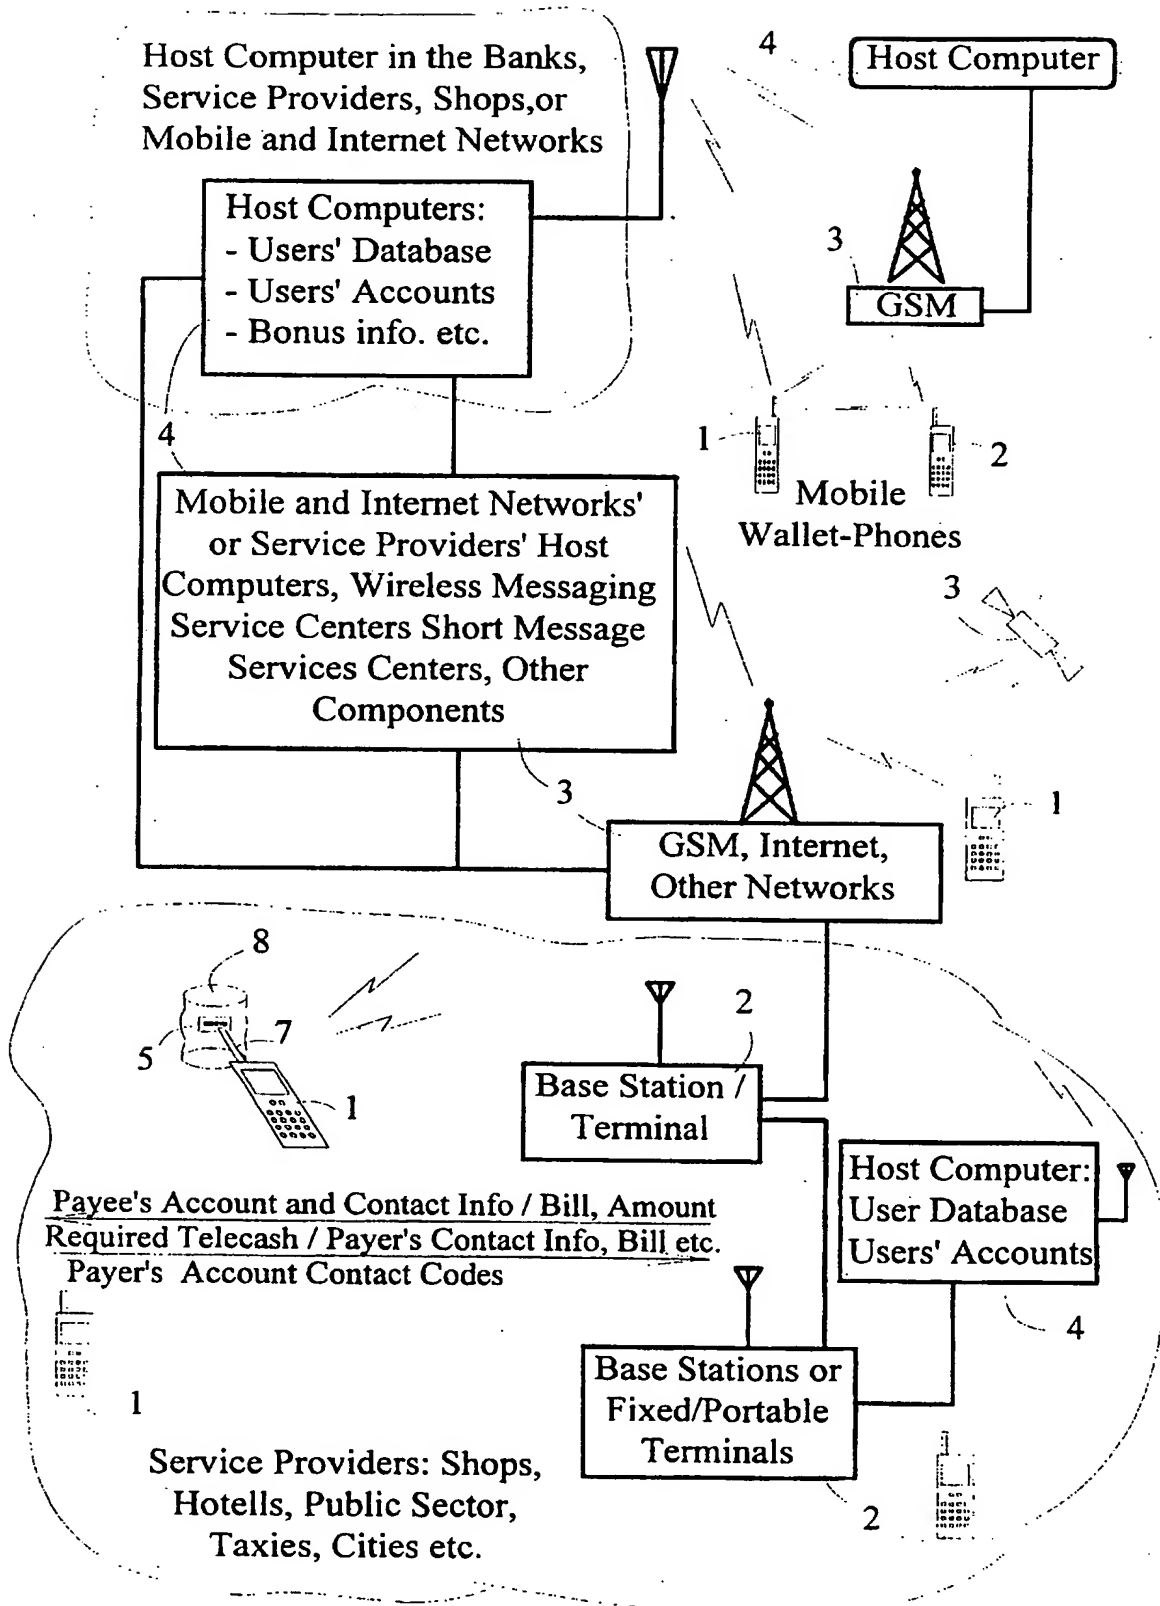 Host Computer in the Banks,
Service Providers, Shops,or
Mobile and Internet Networks
4
Host Computer
Host Computers:
- Users' Database
- Users' Accounts
- Bonus info. etc.
3
GSM
4
1
2
Mobile
Wallet-Phones
Mobile and Internet Networks'
or Service Providers' Host
Computers, Wireless Messaging
Service Centers Short Message
Services Centers, Other
Components
3
3
1
GSM, Internet,
Other Networks
8
5
7
1
2
Base Station /
Terminal
Host Computer:
User Database
Users' Accounts
4
Payee's Account and Contact Info / Bill, Amount
Required Telecash / Payer's Contact Info, Bill etc.
Payer's Account Contact Codes
1
Base Stations or
Fixed/Portable
Terminals
2
Service Providers: Shops,
Hotells, Public Sector,
Taxies, Cities etc.